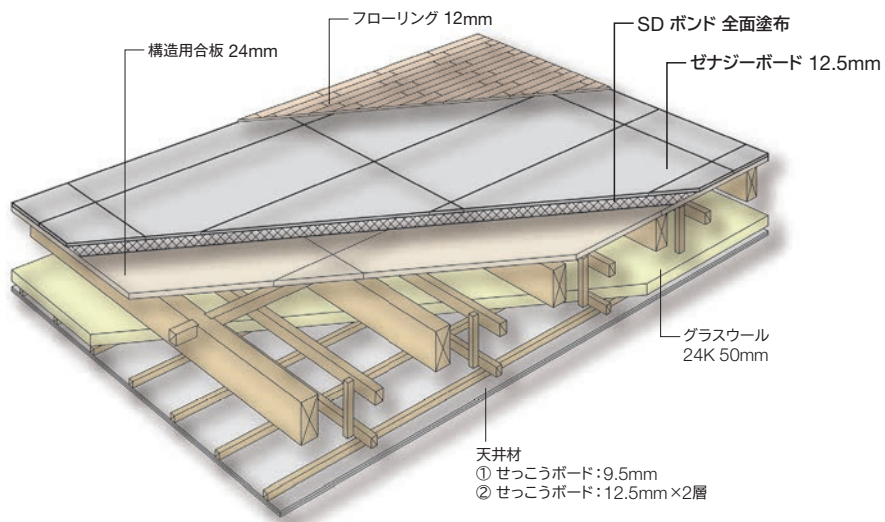 フローリング 12mm
SD ボンド 全面塗布
構造用合板 24mm
ゼナジーボード 12.5mm
グラスウール
24K 50mm
天井材
① せっこうボード：9.5mm
② せっこうボード：12.5mm×2層